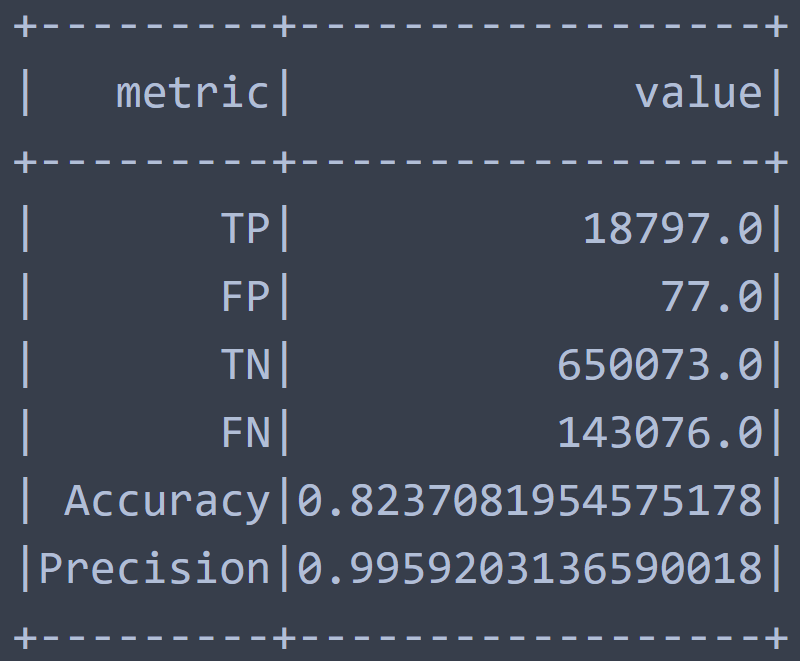 +---------+------------------+
|   metric|             value|
+---------+------------------+
|       TP|           18797.0|
|       FP|              77.0|
|       TN|          650073.0|
|       FN|          143076.0|
| Accuracy|0.8237081954575178|
|Precision|0.9959203136590018|
+---------+------------------+